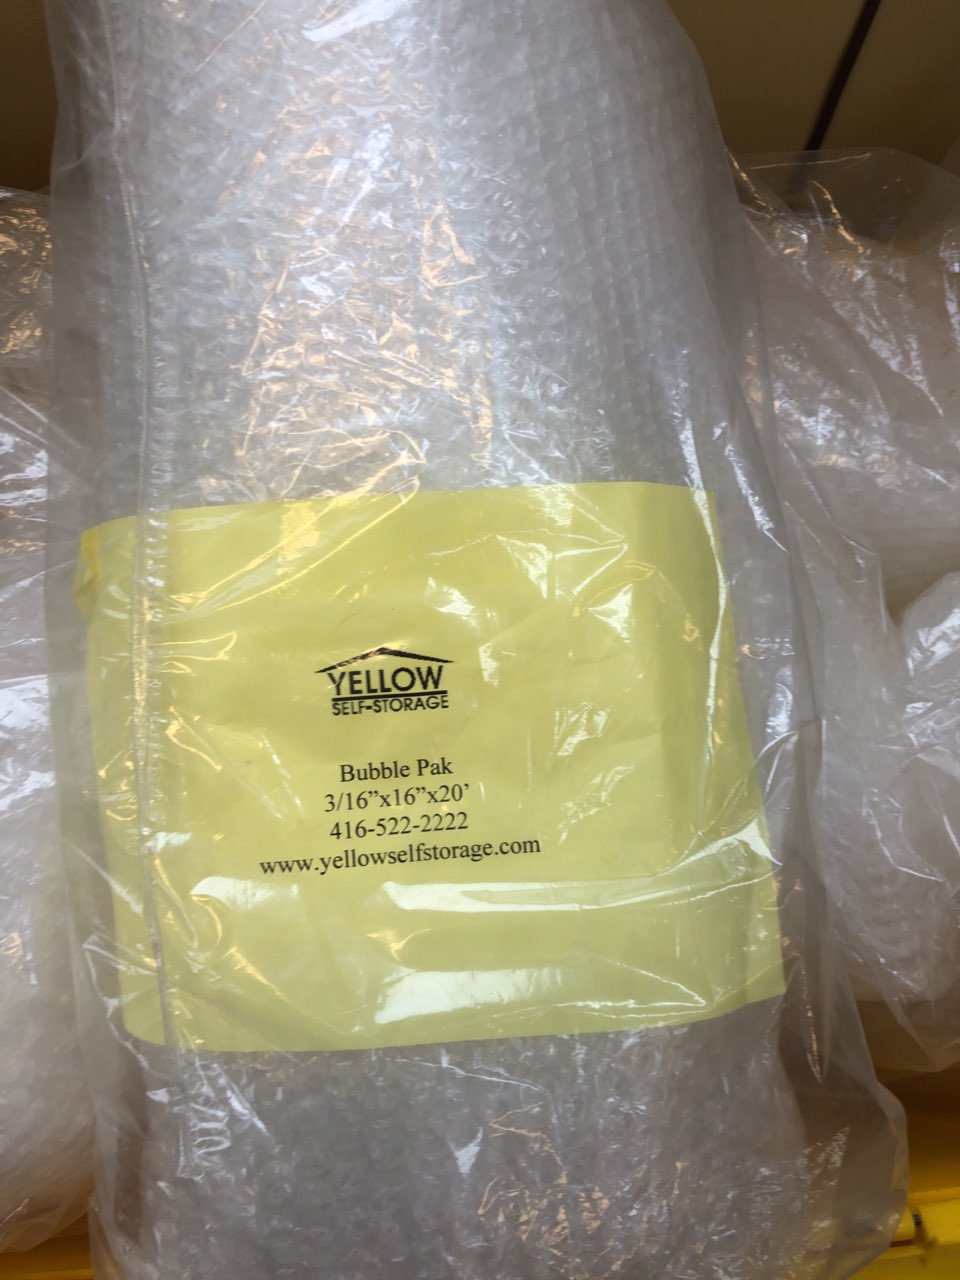 YELLOW
SELF-STORAGE
Bubble Pak
3/16”x16”x20’
416-522-2222
www.yellowselfstorage.com